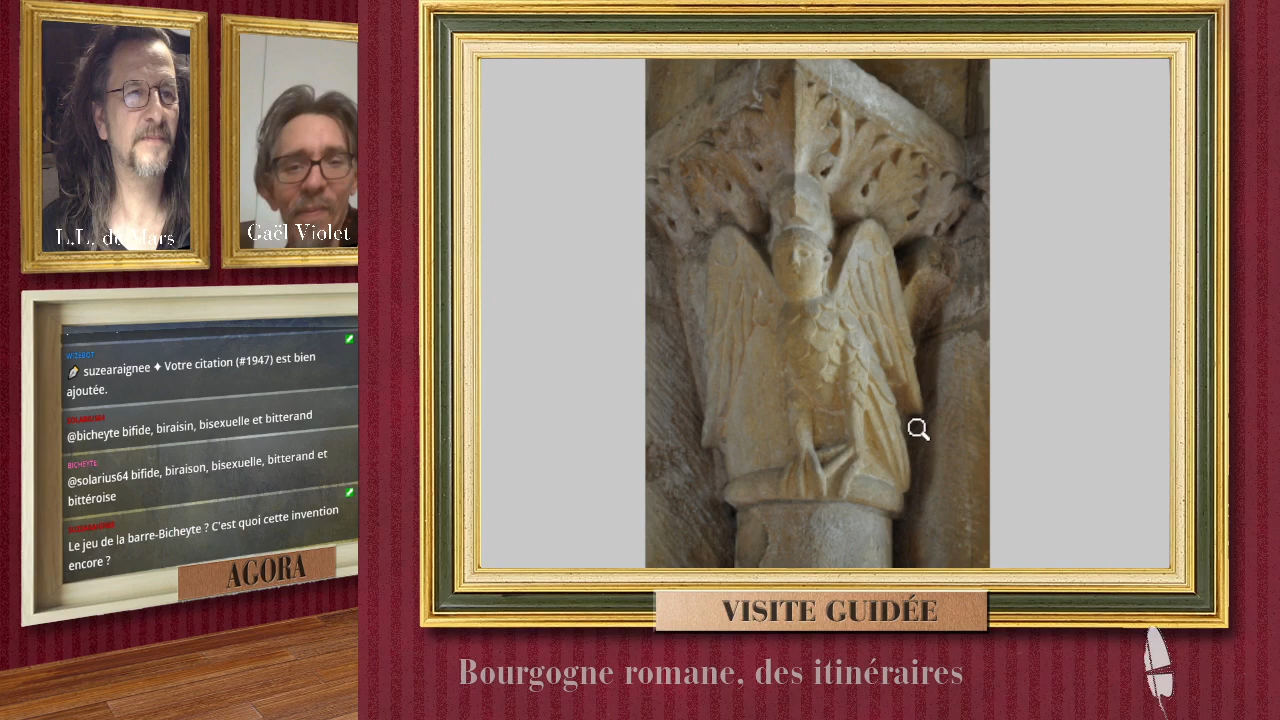 L.L. de Mars
Gaël Violet
WIZEBOT
suzearaignee ✦ Votre citation (#1947) est bien
ajoutée.
SOLARIUS64
@bicheyte bifide, biraisin, bisexuelle et bitterand
BICHEYTE
@solarius64 bifide, biraison, bisexuelle, bitterand et
bittéroise
Le jeu de la barre-Bicheyte ? C'est quoi cette invention
encore ?
AGORA
VISITE GUIDÉE
Bourgogne romane, des itinéraires